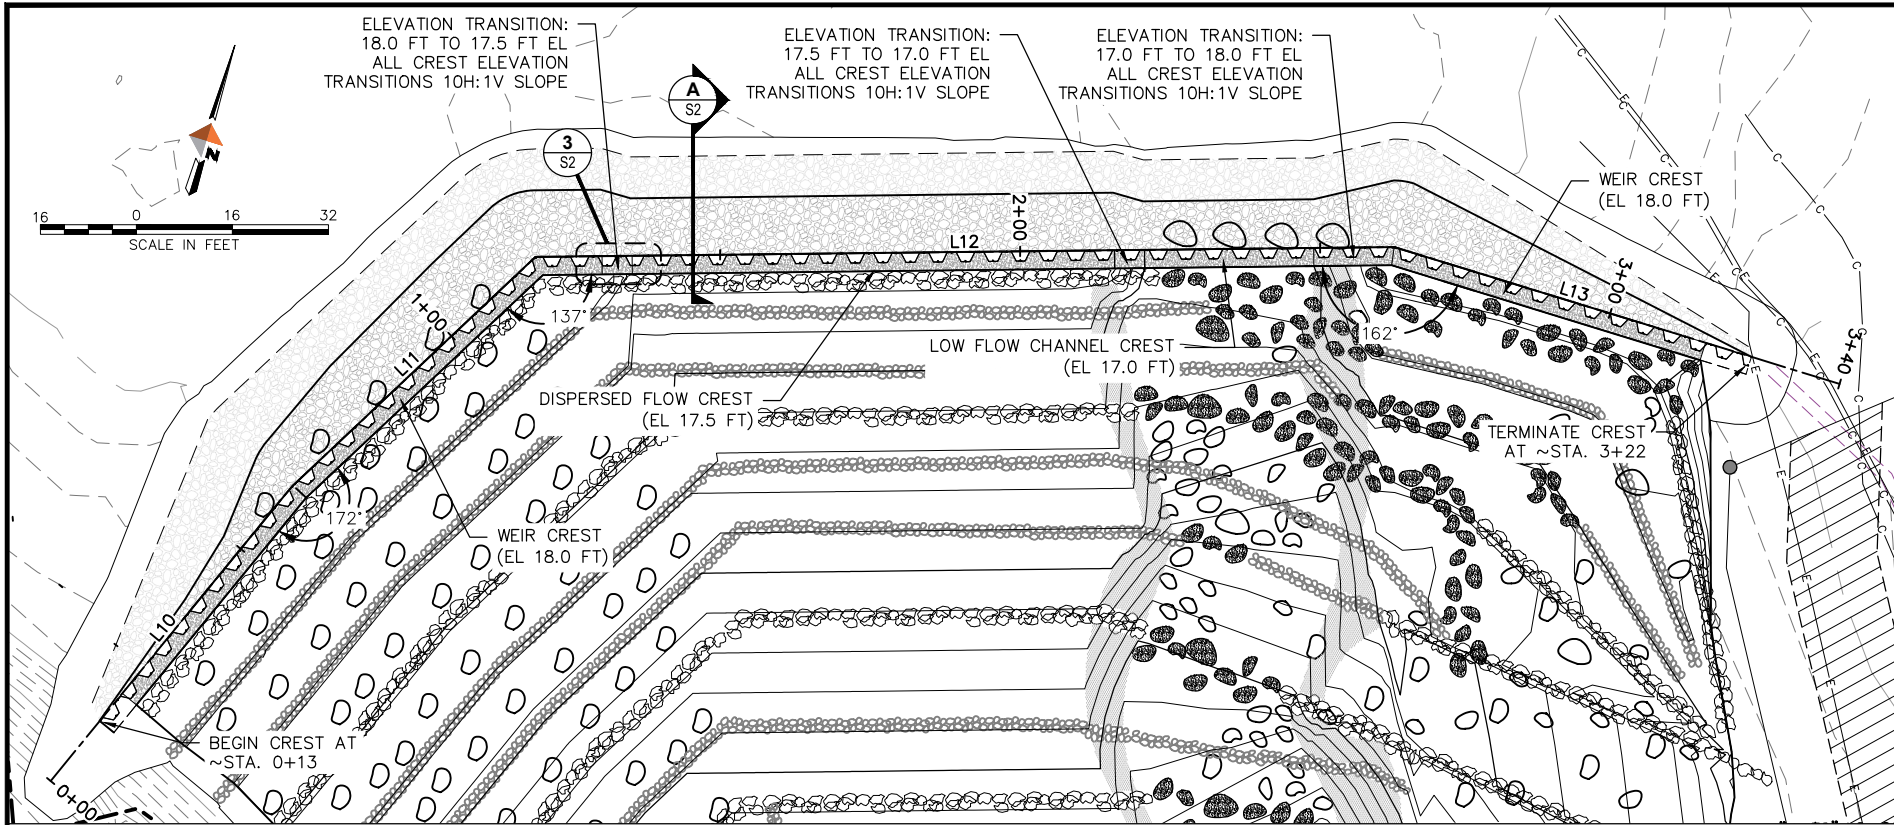 ELEVATION TRANSITION:
18.0 FT TO 17.5 FT EL
ALL CREST ELEVATION
TRANSITIONS 10H:1V SLOPE
ELEVATION TRANSITION:
17.5 FT TO 17.0 FT EL
ALL CREST ELEVATION
TRANSITIONS 10H:1V SLOPE
ELEVATION TRANSITION:
17.0 FT TO 18.0 FT EL
ALL CREST ELEVATION
TRANSITIONS 10H:1V SLOPE
A
S2
3
S2
N
16 0 16 32
SCALE IN FEET
WEIR CREST
(EL 18.0 FT)
2+00
L12
1+00
L11
137°
L13
3+00
162°
3+40
LOW FLOW CHANNEL CREST
(EL 17.0 FT)
DISPERSED FLOW CREST
(EL 17.5 FT)
TERMINATE CREST
AT ~STA. 3+22
172°
WEIR CREST
(EL 18.0 FT)
L10
BEGIN CREST AT
~STA. 0+13
0+00